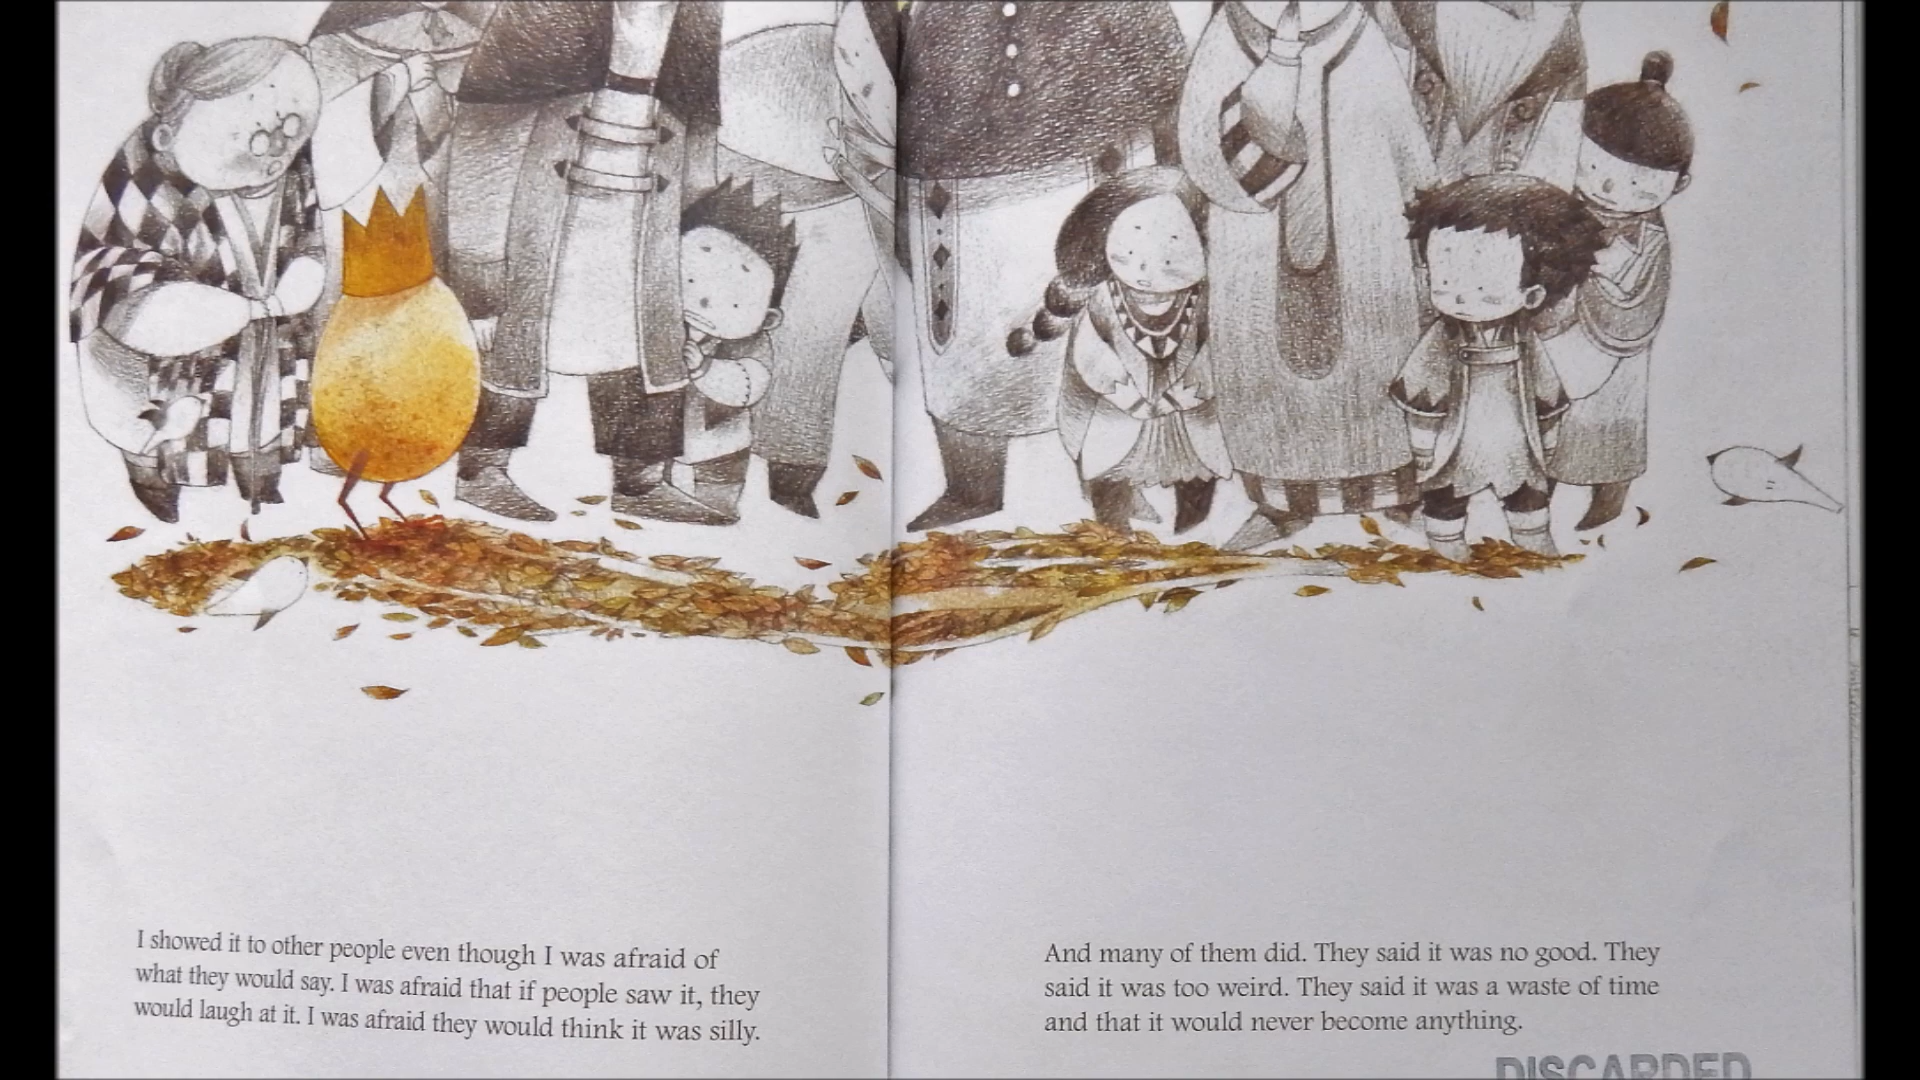 I showed it to other people even though I was afraid of
what they would say. I was afraid that if people saw it, they
would laugh at it. I was afraid they would think it was silly.
And many of them did. They said it was no good. They
said it was too weird. They said it was a waste of time
and that it would never become anything.
DISCARDED